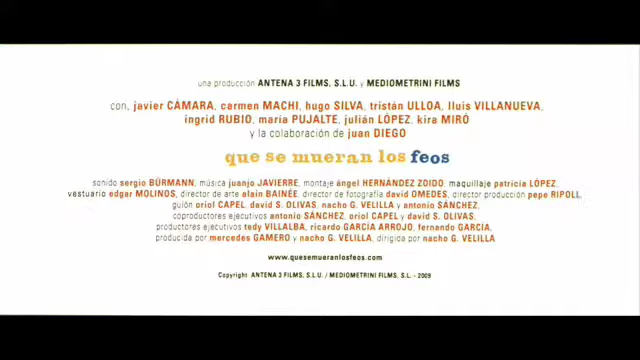 una producción ANTENA 3 FILMS, S.L.U. y MEDIOMETRINI FILMS
con, javier CÁMARA, carmen MACHI, hugo SILVA, tristán ULLOA, lluis VILLANUEVA,
ingrid RUBIO, maría PUJALTE, julián LÓPEZ, kira MIRÓ
y la colaboración de juan DIEGO
que se mueran los feos
sonido sergio BÜRMANN, música juanjo JAVIERRE, montaje ángel HERNÁNDEZ ZOIDO, maquillaje patricia LÓPEZ,
vestuario edgar MOLINOS, director de arte alain BAINÉE, director de fotografía david OMEDES, director producción pepe RIPOLL,
guión oriol CAPEL, david S. OLIVAS, nacho G. VELILLA y antonio SÁNCHEZ,
coproductores ejecutivos antonio SÁNCHEZ, oriol CAPEL y david S. OLIVAS,
productores ejecutivos tedy VILLALBA, ricardo GARCÍA ARROJO, fernando GARCÍA,
producida por mercedes GAMERO y nacho G. VELILLA, dirigida por nacho G. VELILLA
www.quesemueranlosfeos.com
Copyright ANTENA 3 FILMS, S.L.U. / MEDIOMETRINI FILMS, S.L. - 2009